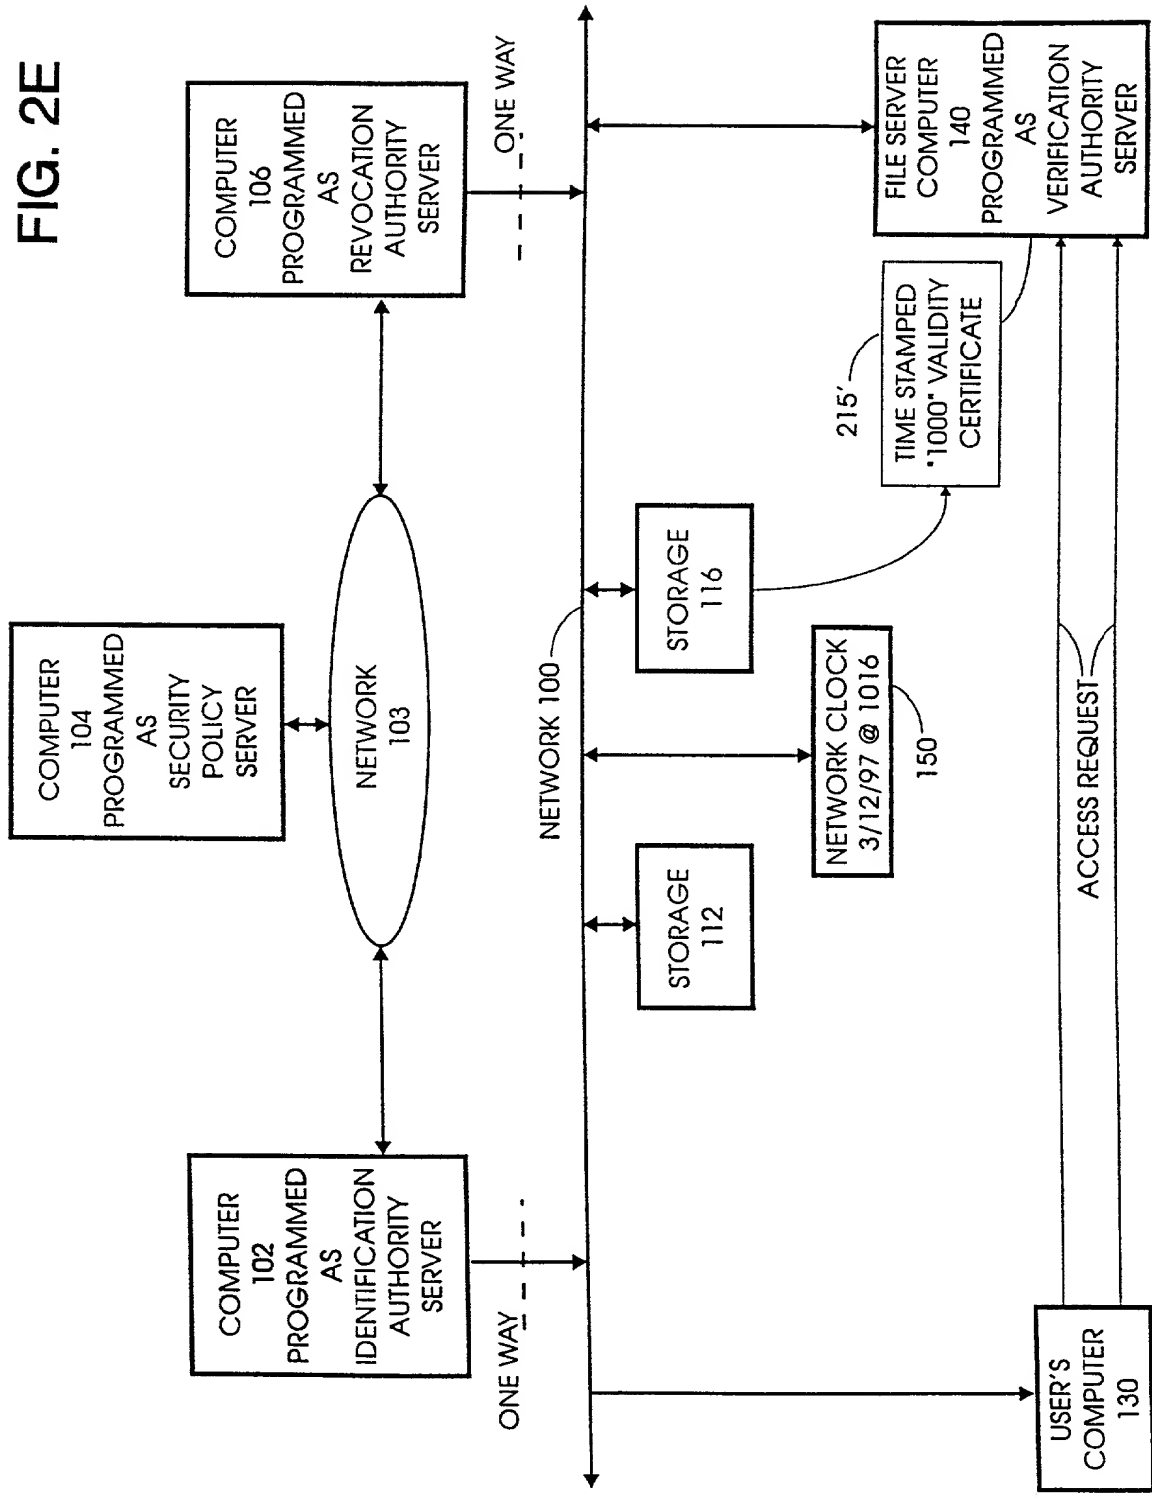 FIG. 2E
COMPUTER
104
PROGRAMMED
AS
SECURITY
POLICY
SERVER
COMPUTER
102
PROGRAMMED
AS
IDENTIFICATION
AUTHORITY
SERVER
NETWORK
103
COMPUTER
106
PROGRAMMED
AS
REVOCATION
AUTHORITY
SERVER
ONE WAY
ONE WAY
NETWORK 100
STORAGE
112
STORAGE
116
NETWORK CLOCK
3/12/97 @ 1016
150
215'
TIME STAMPED
"1000" VALIDITY
CERTIFICATE
FILE SERVER
COMPUTER
140
PROGRAMMED
AS
VERIFICATION
AUTHORITY
SERVER
USER'S
COMPUTER
130
ACCESS REQUEST